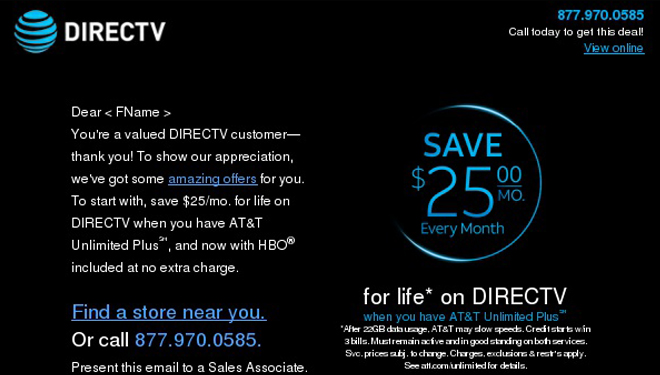 DIRECTV
877.970.0585
Call today to get this deal!
View online
Dear < FName >
You're a valued DIRECTV customer—
thank you! To show our appreciation,
we've got some amazing offers for you.
To start with, save $25/mo. for life on
DIRECTV when you have AT&T
Unlimited Plus℠, and now with HBO®
included at no extra charge.
Find a store near you.
Or call 877.970.0585.
Present this email to a Sales Associate.
SAVE
$25.00 MO.
Every Month
for life* on DIRECTV
when you have AT&T Unlimited Plus℠
*After 22GB data usage, AT&T may slow speeds. Credit starts w/in
3 bills. Must remain active and in good standing on both services.
Svc. prices subj. to change. Charges, exclusions & restr's apply.
See att.com/unlimited for details.